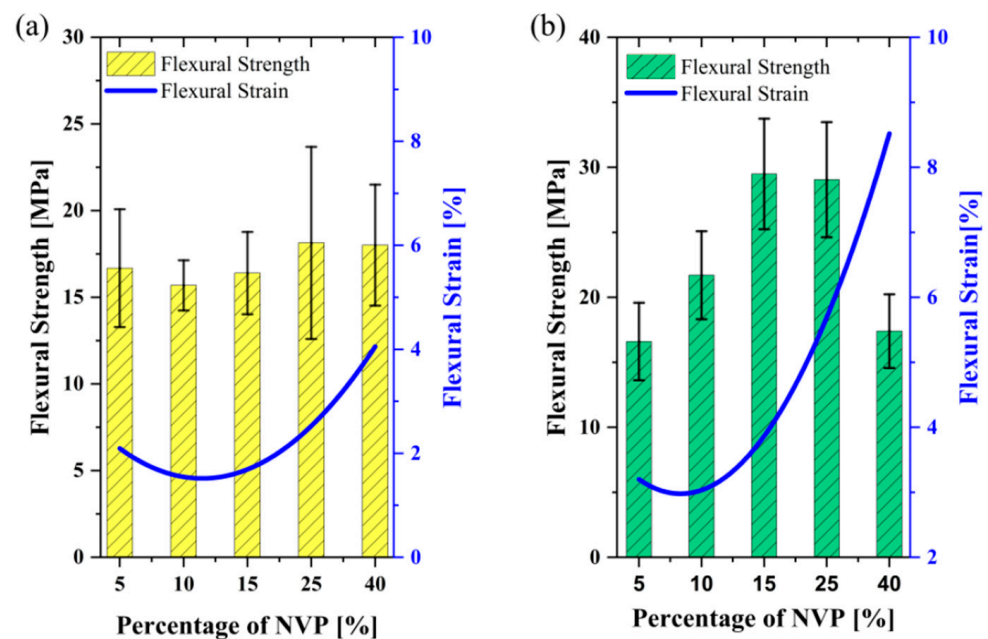 (a)
Flexural Strength [MPa]
30
25
20
15
10
5
0
Flexural Strength
Flexural Strain
10
8
6
4
2
0
Flexural Strain [%]
5 10 15 25 40
Percentage of NVP [%]
(b)
Flexural Strength [MPa]
40
30
20
10
0
Flexural Strength
Flexural Strain
10
8
6
4
2
Flexural Strain[%]
5 10 15 25 40
Percentage of NVP [%]